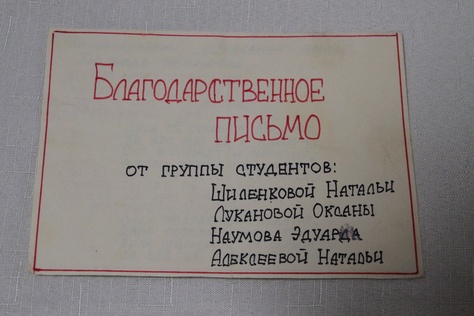 Благодарственное
письмо
от группы студентов:
Шиленковой Натальи
Лукановой Оксаны
Наумова Эдуарда
Алексеевой Натальи